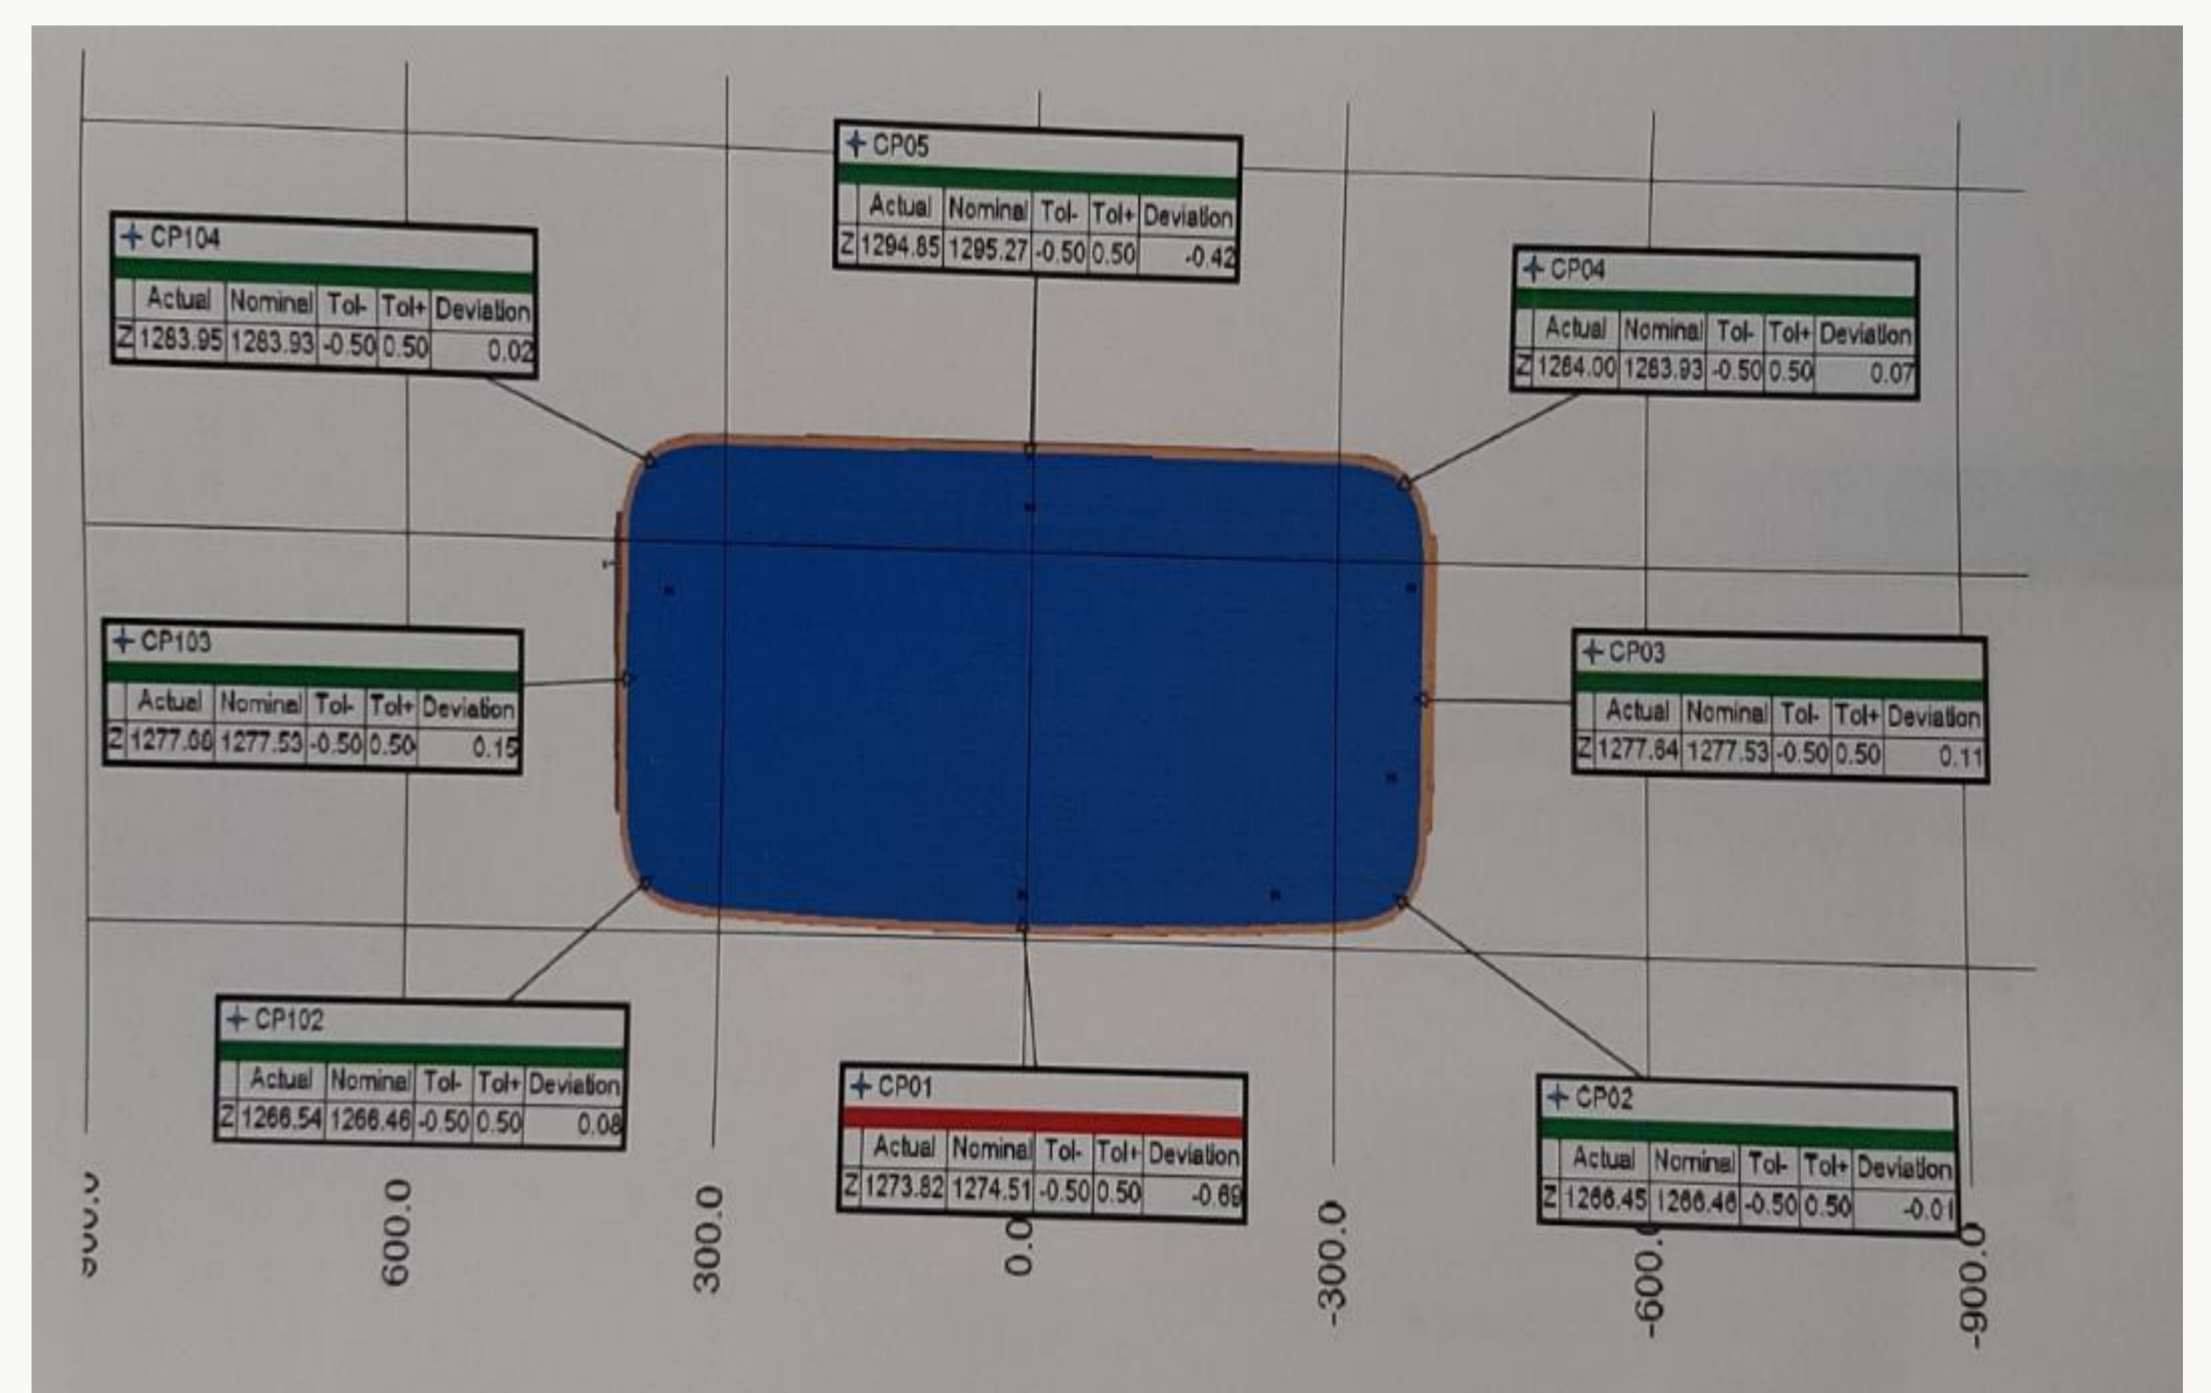 CP05
Actual Nominal Tol- Tol+ Deviation
Z 1294.85 1295.27 -0.50 0.50 -0.42
CP104
Actual Nominal Tol- Tol+ Deviation
Z 1283.95 1283.93 -0.50 0.50 0.02
CP04
Actual Nominal Tol- Tol+ Deviation
Z 1284.00 1283.93 -0.50 0.50 0.07
CP103
Actual Nominal Tol- Tol+ Deviation
Z 1277.53 -0.50 0.50 0.15
CP03
Actual Nominal Tol- Tol+ Deviation
Z 1277.64 1277.53 -0.50 0.50 0.11
CP102
Actual Nominal Tol- Tol+ Deviation
Z 1266.54 1266.46 -0.50 0.50 0.08
CP01
Actual Nominal Tol- Tol+ Deviation
Z 1273.82 1274.51 -0.50 0.50 -0.69
CP02
Actual Nominal Tol- Tol+ Deviation
Z 1266.45 1266.46 -0.50 0.50 -0.01
600.0
300.0
0.0
-300.0
-900.0